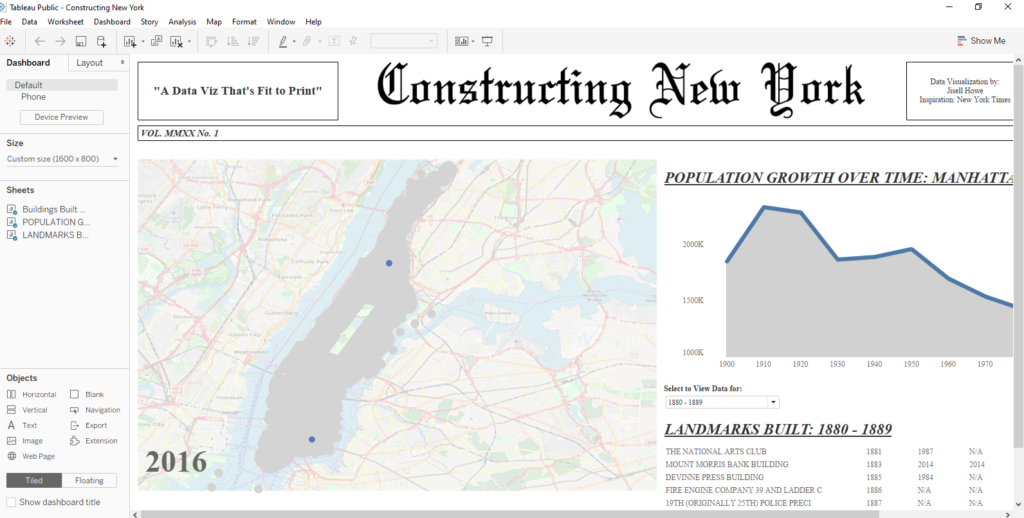 Tableau Public - Constructing New York
File Data Worksheet Dashboard Story Analysis Map Format Window Help
Show Me
Dashboard Layout
Default
Phone
Device Preview
Size
Custom size (1600 x 800)
Sheets
Buildings Built ...
POPULATION G...
LANDMARKS B...
Objects
Horizontal Blank
Vertical Navigation
Text Export
Image Extension
Web Page
Tiled Floating
Show dashboard title
"A Data Viz That's Fit to Print"
Constructing New York
Data Visualization by:
Jisell Howe
Inspiration: New York Times
VOL. MMXX No. 1
2016
POPULATION GROWTH OVER TIME: MANHATTA
2000K
1500K
1000K
1900 1910 1920 1930 1940 1950 1960 1970
Select to View Data for:
1880 - 1889
LANDMARKS BUILT: 1880 - 1889
THE NATIONAL ARTS CLUB 1881 1987 N/A
MOUNT MORRIS BANK BUILDING 1883 2014 2014
DEVINNE PRESS BUILDING 1885 1984 N/A
FIRE ENGINE COMPANY 39 AND LADDER C 1886 N/A N/A
19TH (ORIGINALLY 25TH) POLICE PRECI 1887 N/A N/A